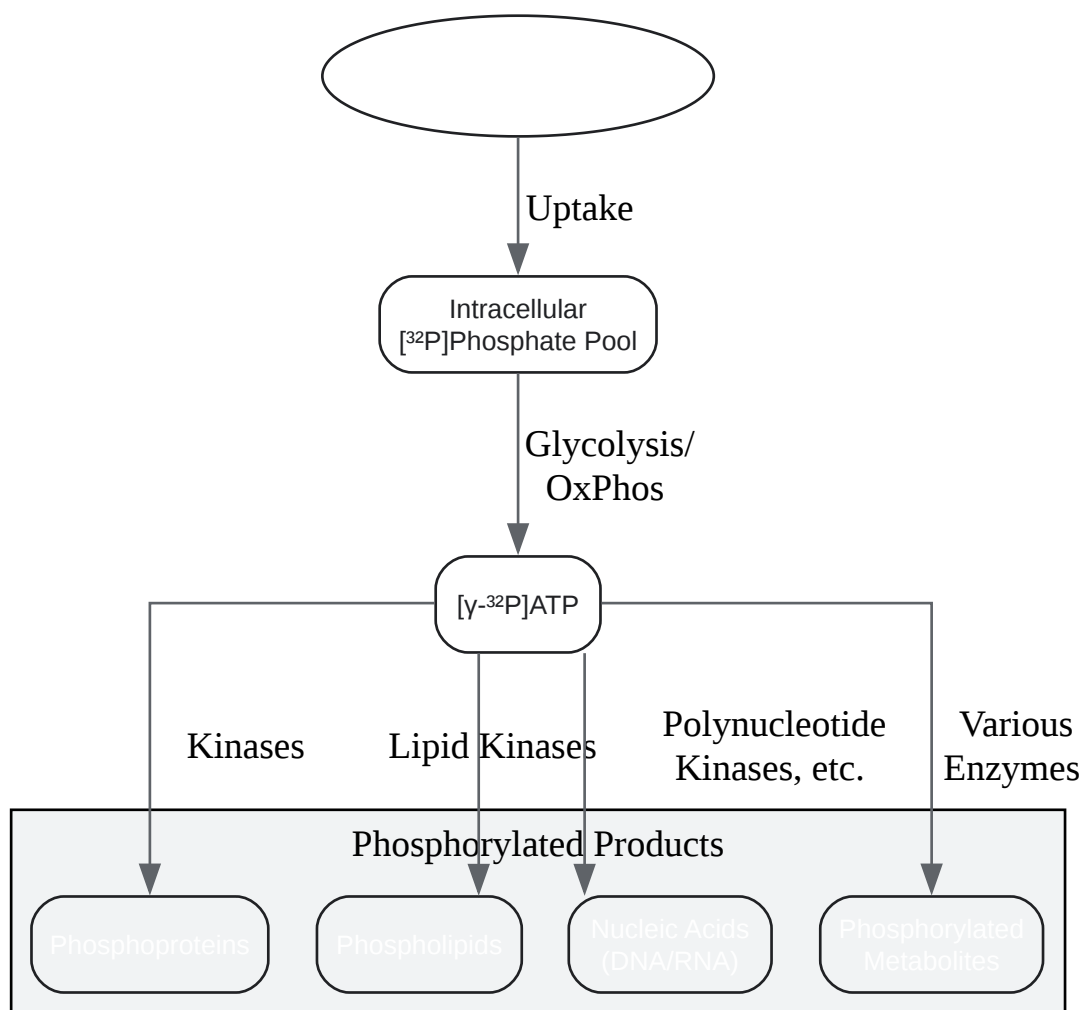 Uptake
Intracellular
[³²P]Phosphate Pool
Glycolysis/
OxPhos
[γ-³²P]ATP
Kinases
Lipid Kinases
Polynucleotide
Kinases, etc.
Various
Enzymes
Phosphorylated Products
Phosphoproteins
Phospholipids
Nucleic Acids
(DNA/RNA)
Phosphorylated
Metabolites